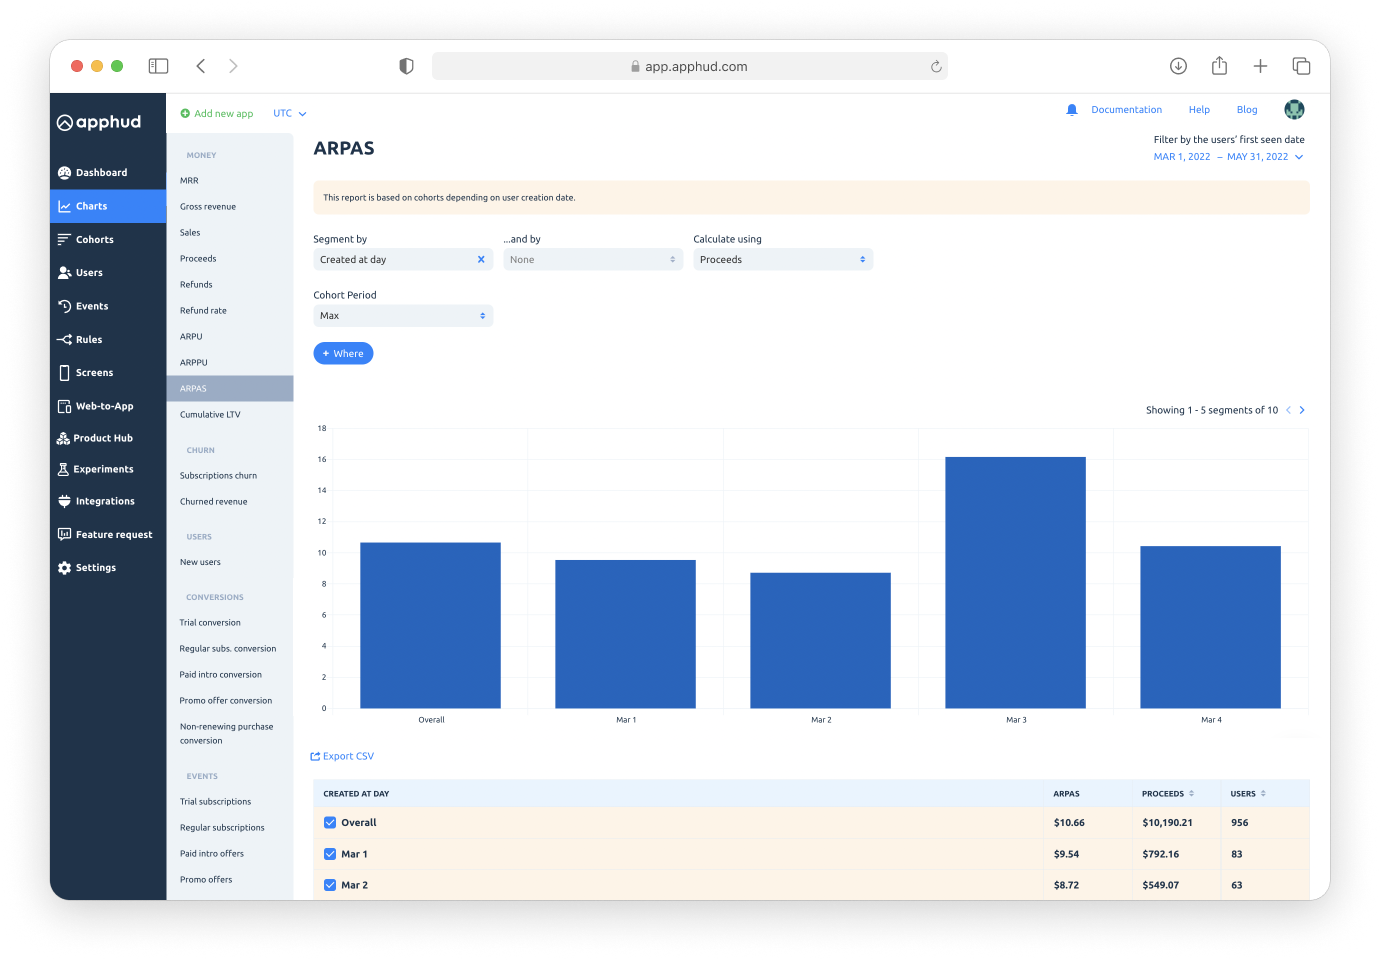 app.apphud.com
apphud
Add new app
UTC
Documentation
Help
Blog
Dashboard
Charts
Cohorts
Users
Events
Rules
Screens
Web-to-App
Product Hub
Experiments
Integrations
Feature request
Settings
MONEY
MRR
Gross revenue
Sales
Proceeds
Refunds
Refund rate
ARPU
ARPPU
ARPAS
Cumulative LTV
CHURN
Subscriptions churn
Churned revenue
USERS
New users
CONVERSIONS
Trial conversion
Regular subs. conversion
Paid intro conversion
Promo offer conversion
Non-renewing purchase
conversion
EVENTS
Trial subscriptions
Regular subscriptions
Paid intro offers
Promo offers
ARPAS
Filter by the users' first seen date
MAR 1, 2022 – MAY 31, 2022
This report is based on cohorts depending on user creation date.
Segment by
Created at day
...and by
None
Calculate using
Proceeds
Cohort Period
Max
+ Where
Showing 1 - 5 segments of 10
18
16
14
12
10
8
6
4
2
0
Overall
Mar 1
Mar 2
Mar 3
Mar 4
Export CSV
CREATED AT DAY ARPAS PROCEEDS USERS
Overall $10.66 $10,190.21 956
Mar 1 $9.54 $792.16 83
Mar 2 $8.72 $549.07 63